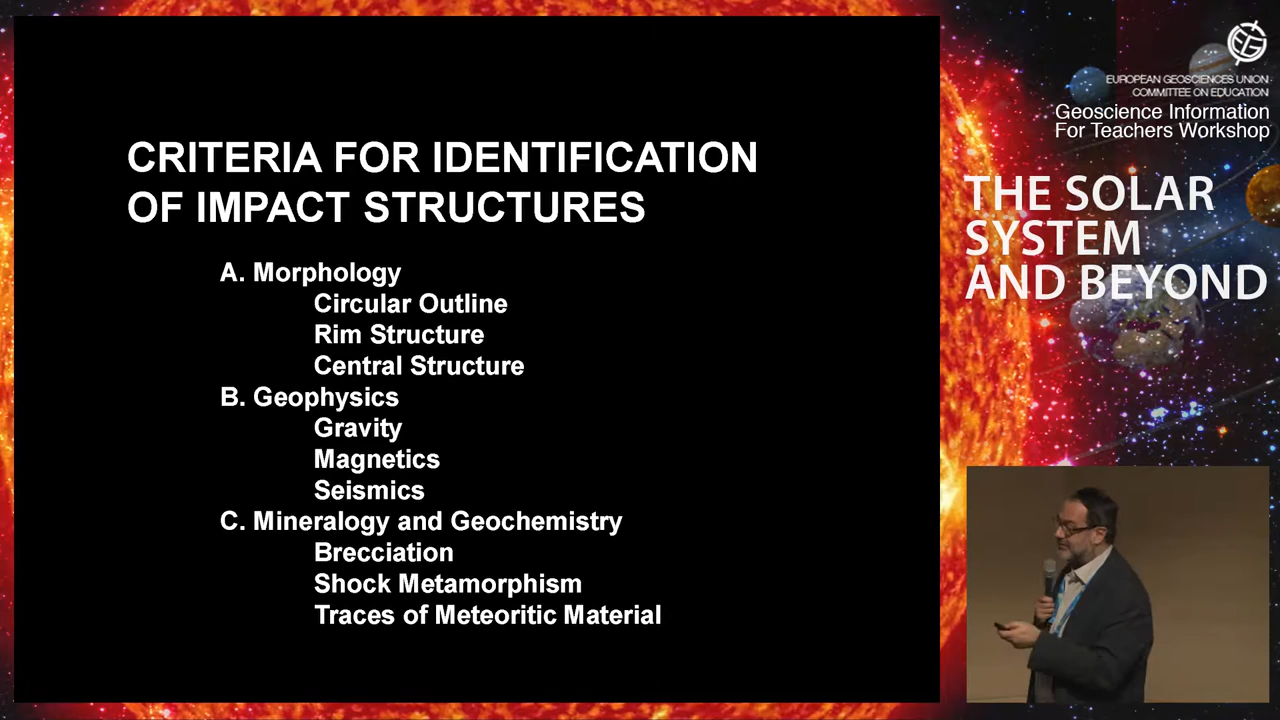 CRITERIA FOR IDENTIFICATION
OF IMPACT STRUCTURES
A. Morphology
Circular Outline
Rim Structure
Central Structure
B. Geophysics
Gravity
Magnetics
Seismics
C. Mineralogy and Geochemistry
Brecciation
Shock Metamorphism
Traces of Meteoritic Material
EGU
EUROPEAN GEOSCIENCES UNION
COMMITTEE ON EDUCATION
Geoscience Information
For Teachers Workshop
THE SOLAR
SYSTEM
AND BEYOND